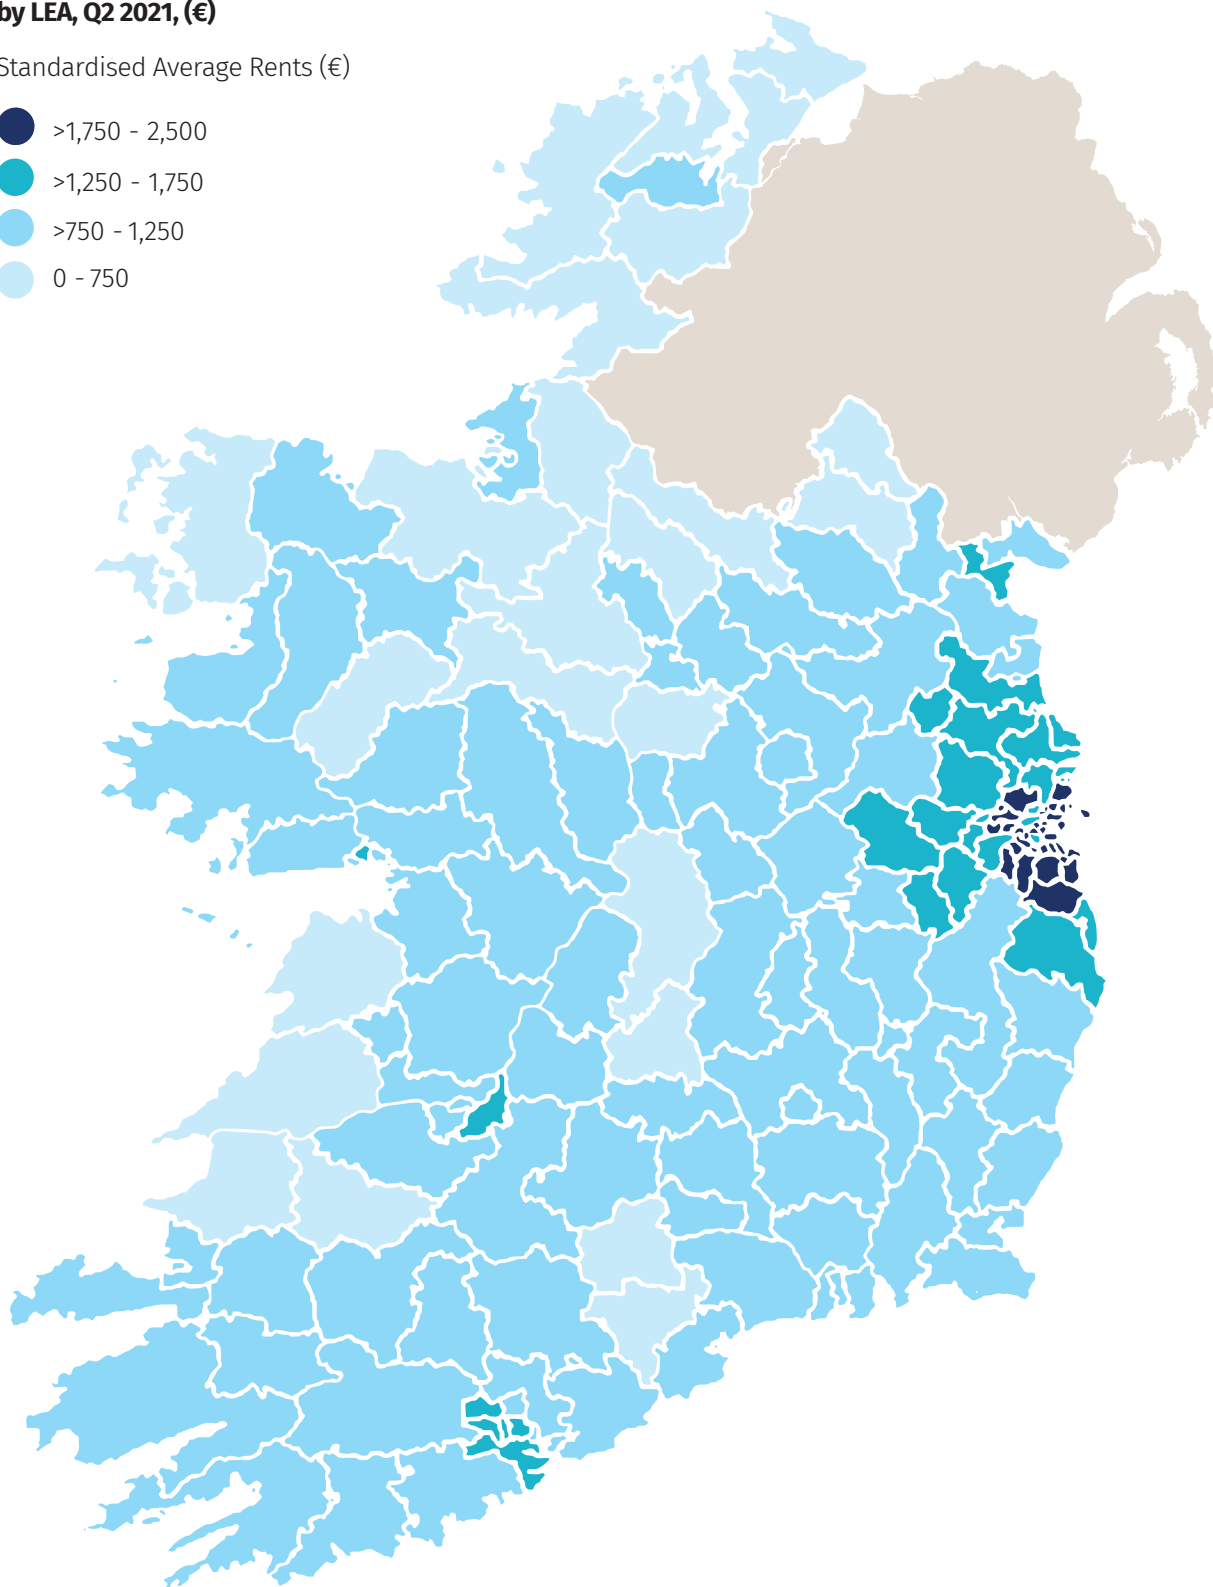 by LEA, Q2 2021, (€)
Standardised Average Rents (€)
>1,750 - 2,500
>1,250 - 1,750
>750 - 1,250
0 - 750